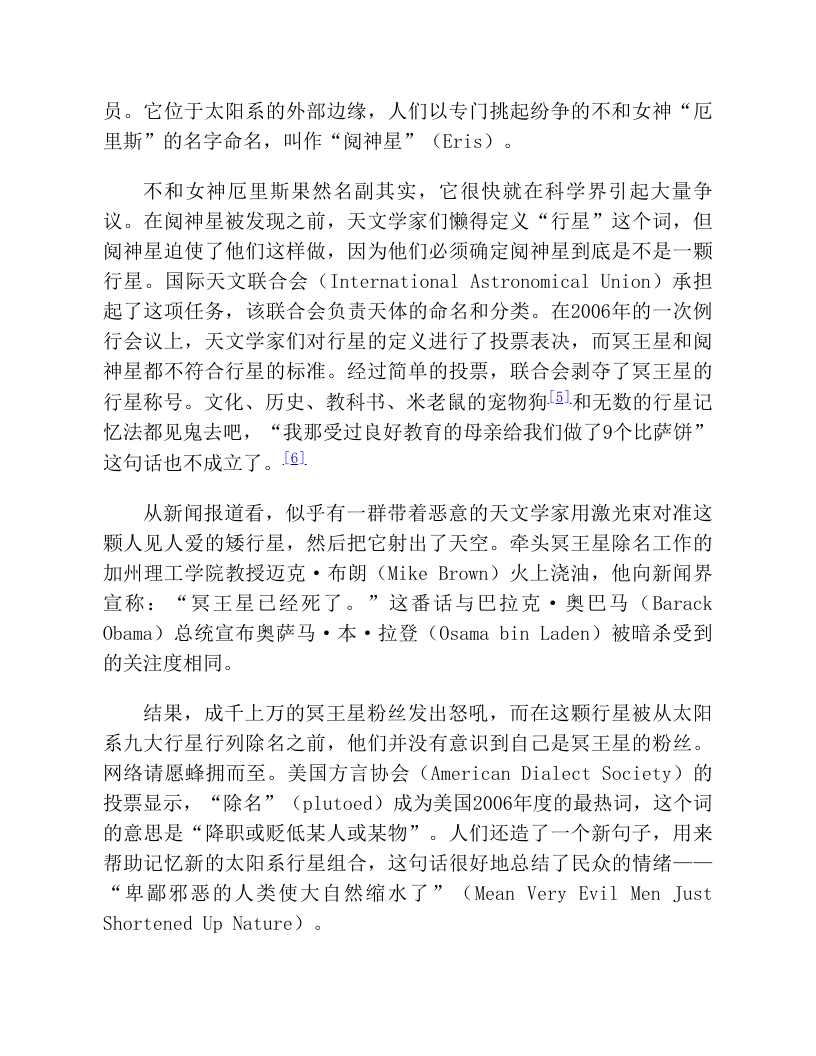 员。它位于太阳系的外部边缘，人们以专门挑起纷争的不和女神“厄
里斯”的名字命名，叫作“阋神星”（Eris）。
不和女神厄里斯果然名副其实，它很快就在科学界引起大量争
议。在阋神星被发现之前，天文学家们懒得定义“行星”这个词，但
阋神星迫使了他们这样做，因为他们必须确定阋神星到底是不是一颗
行星。国际天文联合会（International Astronomical Union）承担
起了这项任务，该联合会负责天体的命名和分类。在2006年的一次例
行会议上，天文学家们对行星的定义进行了投票表决，而冥王星和阋
神星都不符合行星的标准。经过简单的投票，联合会剥夺了冥王星的
行星称号。文化、历史、教科书、米老鼠的宠物狗[5]和无数的行星记
忆法都见鬼去吧，“我那受过良好教育的母亲给我们做了9个比萨饼”
这句话也不成立了。[6]
从新闻报道看，似乎有一群带着恶意的天文学家用激光束对准这
颗人见人爱的矮行星，然后把它射出了天空。牵头冥王星除名工作的
加州理工学院教授迈克·布朗（Mike Brown）火上浇油，他向新闻界
宣称：“冥王星已经死了。”这番话与巴拉克·奥巴马（Barack
Obama）总统宣布奥萨马·本·拉登（Osama bin Laden）被暗杀受到
的关注度相同。
结果，成千上万的冥王星粉丝发出怒吼，而在这颗行星被从太阳
系九大行星行列除名之前，他们并没有意识到自己是冥王星的粉丝。
网络请愿蜂拥而至。美国方言协会（American Dialect Society）的
投票显示，“除名”（plutoed）成为美国2006年度的最热词，这个词
的意思是“降职或贬低某人或某物”。人们还造了一个新句子，用来
帮助记忆新的太阳系行星组合，这句话很好地总结了民众的情绪——
“卑鄙邪恶的人类使大自然缩水了”（Mean Very Evil Men Just
Shortened Up Nature）。